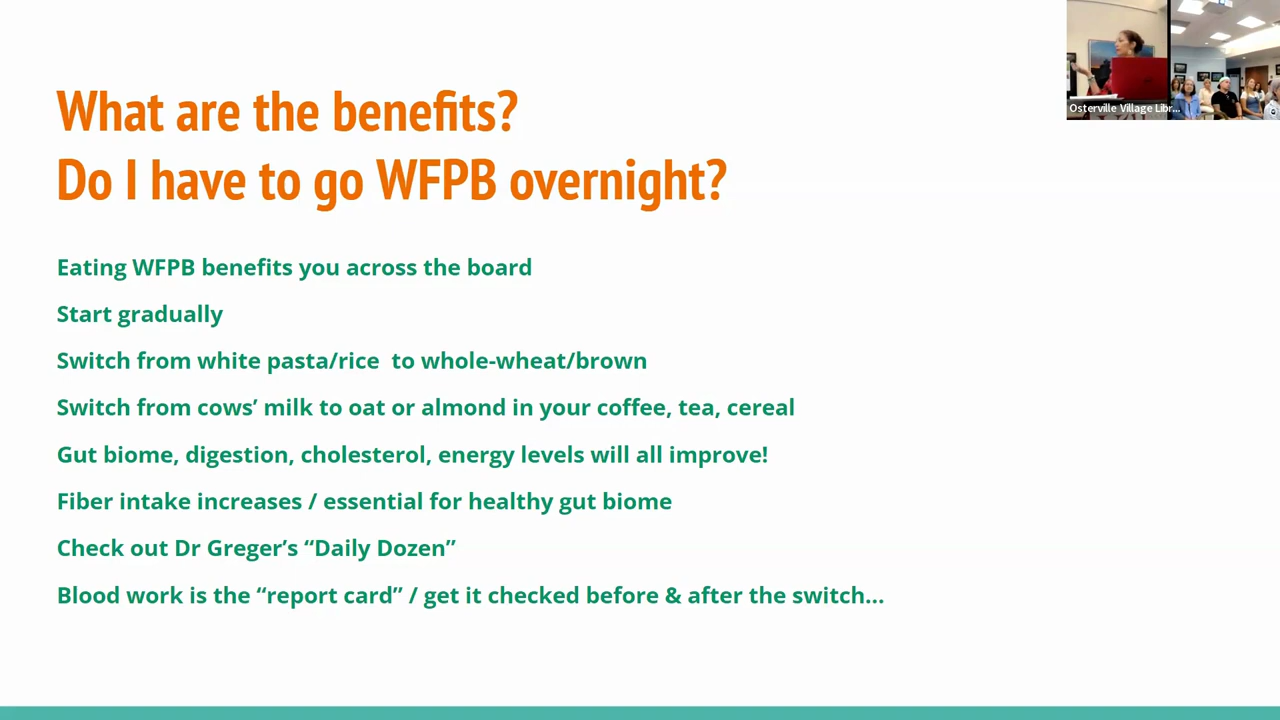 Osterville Village Libr...
What are the benefits?
Do I have to go WFPB overnight?
Eating WFPB benefits you across the board
Start gradually
Switch from white pasta/rice  to whole-wheat/brown
Switch from cows’ milk to oat or almond in your coffee, tea, cereal
Gut biome, digestion, cholesterol, energy levels will all improve!
Fiber intake increases / essential for healthy gut biome
Check out Dr Greger’s “Daily Dozen”
Blood work is the “report card” / get it checked before & after the switch...